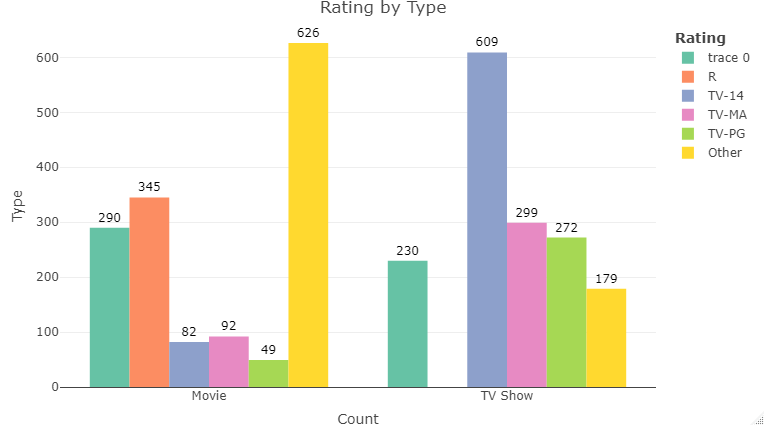 Rating by Type
Rating
trace 0
R
TV-14
TV-MA
TV-PG
Other
Type
600
500
400
300
200
100
0
290
345
82
92
49
626
230
609
299
272
179
Movie
TV Show
Count